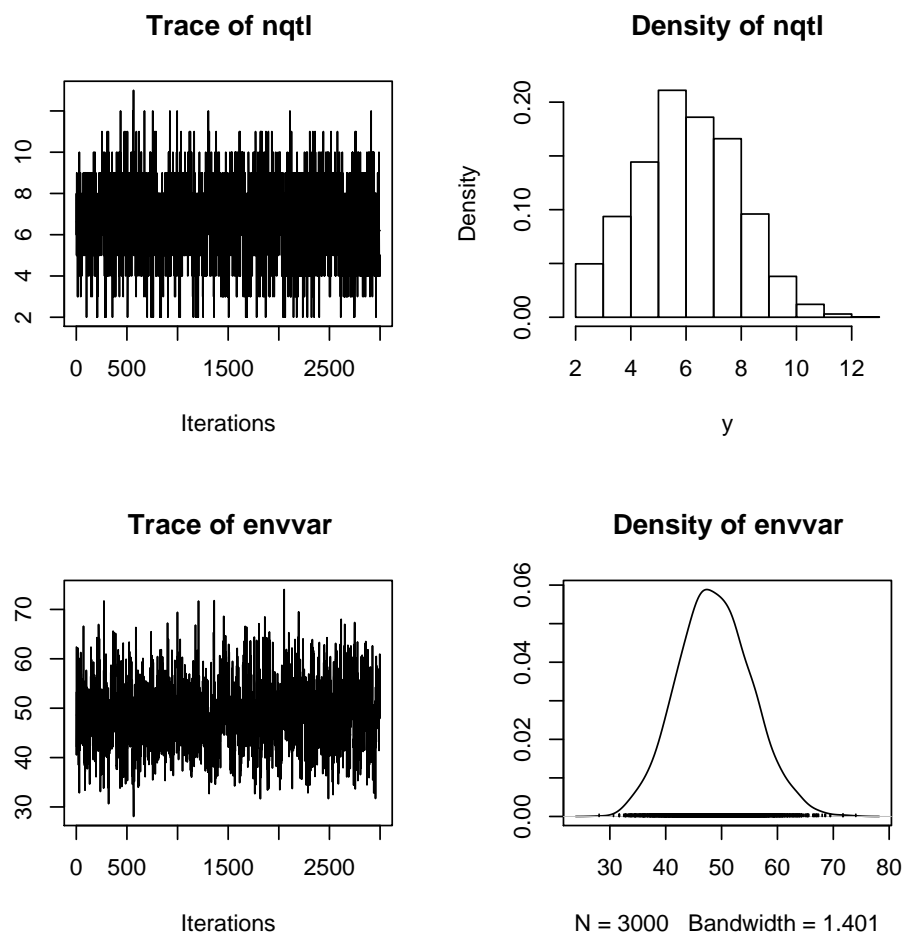 Trace of nqtl
10
8
6
4
2
0 500 1500 2500
Iterations
Density of nqtl
Density
0.20
0.10
0.00
2 4 6 8 10 12
y
Trace of envvar
70
60
50
40
30
0 500 1500 2500
Iterations
Density of envvar
0.06
0.04
0.02
0.00
30 40 50 60 70 80
N = 3000 Bandwidth = 1.401